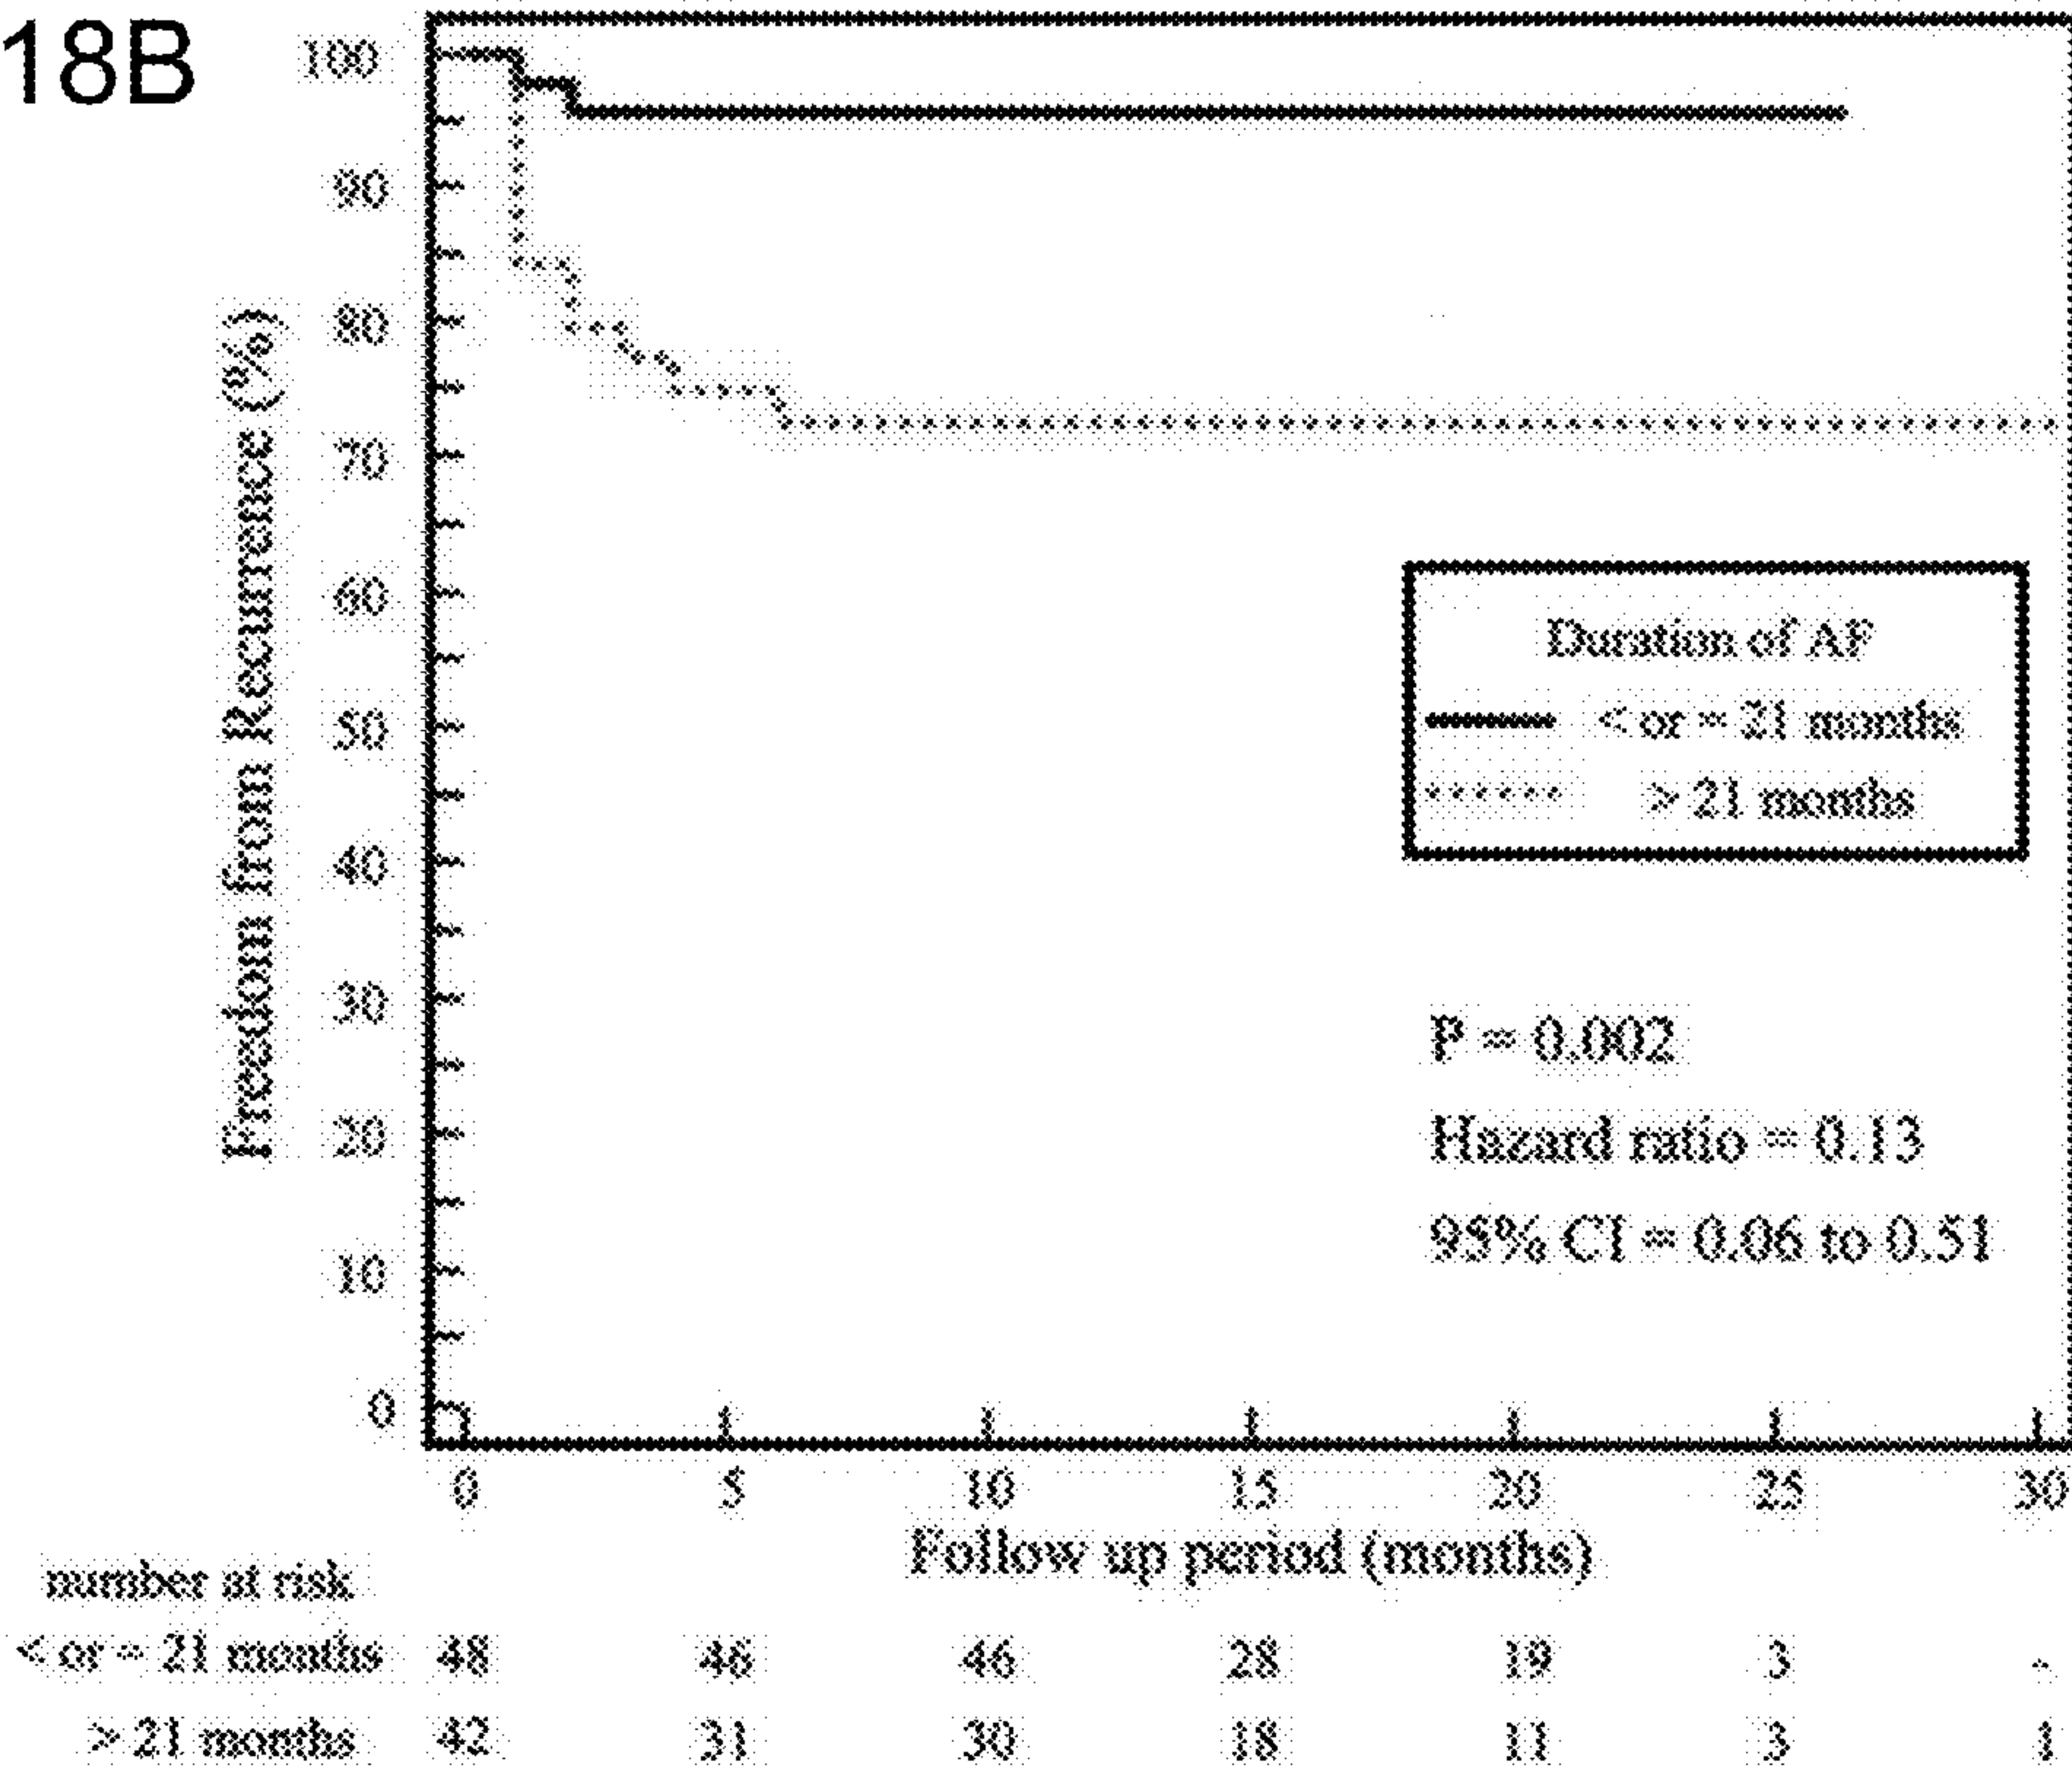 18B
100
90
80
70
60
50
40
30
20
10
0
Freedom from Recurrence (%)
Duration of AF
< or = 21 months
> 21 months
P = 0.002
Hazard ratio = 0.13
95% CI = 0.06 to 0.51
0 5 10 15 20 25 30
Follow up period (months)
number at risk
< or = 21 months 48 46 46 28 19 3 -
> 21 months 42 31 30 18 11 3 1